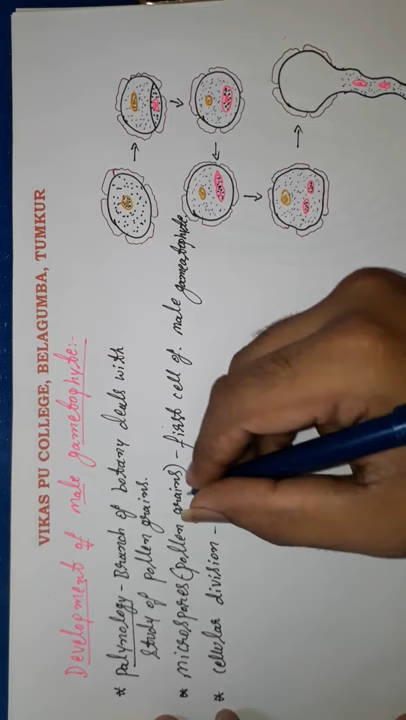 VIKAS PU COLLEGE, BELAGUMBA, TUMKUR
Development of male gametophyte:-
* Palynology - Branch of botany deals with
study of pollen grains.
* microspores (pollen grains) - first cell of male gameatophyte.
* cellular division -